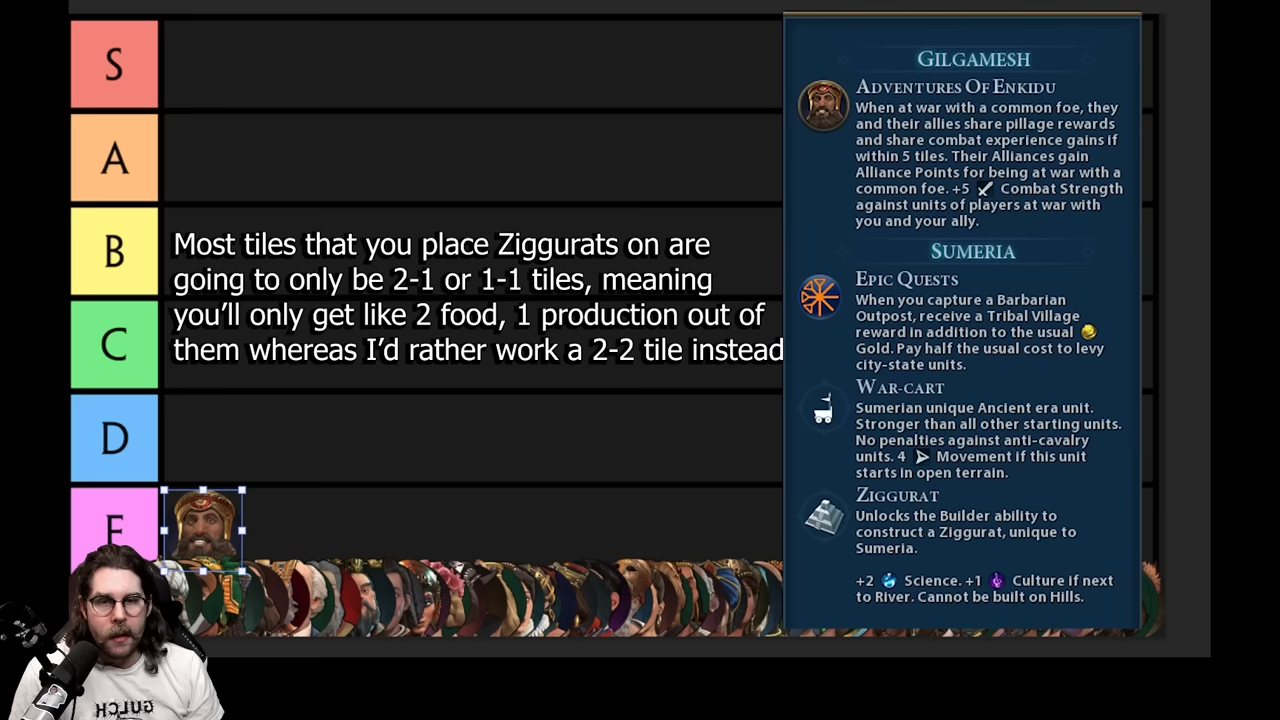 S
A
B
C
D
F
Most tiles that you place Ziggurats on are
going to only be 2-1 or 1-1 tiles, meaning
you'll only get like 2 food, 1 production out of
them whereas I'd rather work a 2-2 tile instead
GILGAMESH
ADVENTURES OF ENKIDU
When at war with a common foe, they
and their allies share pillage rewards
and share combat experience gains if
within 5 tiles. Their Alliances gain
Alliance Points for being at war with a
common foe. +5 Combat Strength
against units of players at war with
you and your ally.
SUMERIA
EPIC QUESTS
When you capture a Barbarian
Outpost, receive a Tribal Village
reward in addition to the usual
Gold. Pay half the usual cost to levy
city-state units.
WAR-CART
Sumerian unique Ancient era unit.
Stronger than all other starting units.
No penalties against anti-cavalry
units. 4 Movement if this unit
starts in open terrain.
ZIGGURAT
Unlocks the Builder ability to
construct a Ziggurat, unique to
Sumeria.
+2 Science. +1 Culture if next
to River. Cannot be built on Hills.
GULCH